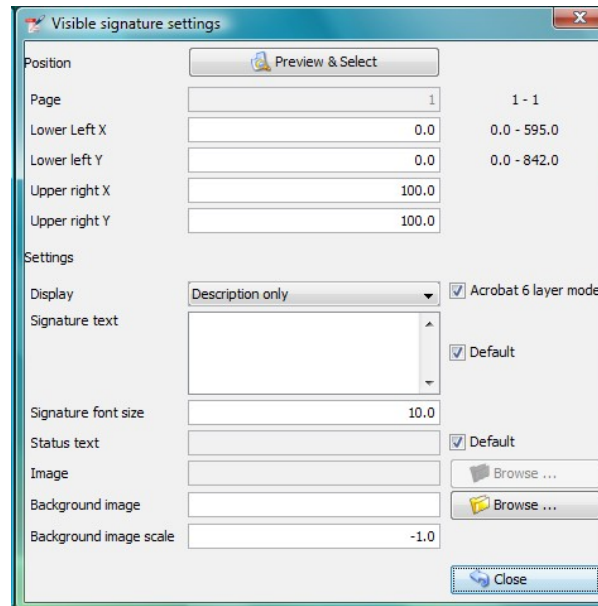 Visible signature settings
Position Preview & Select
Page 1 1 - 1
Lower Left X 0.0 0.0 - 595.0
Lower left Y 0.0 0.0 - 842.0
Upper right X 100.0
Upper right Y 100.0
Settings
Display Description only Acrobat 6 layer mode
Signature text
Default
Signature font size 10.0
Status text Default
Image Browse ...
Background image Browse ...
Background image scale -1.0
Close